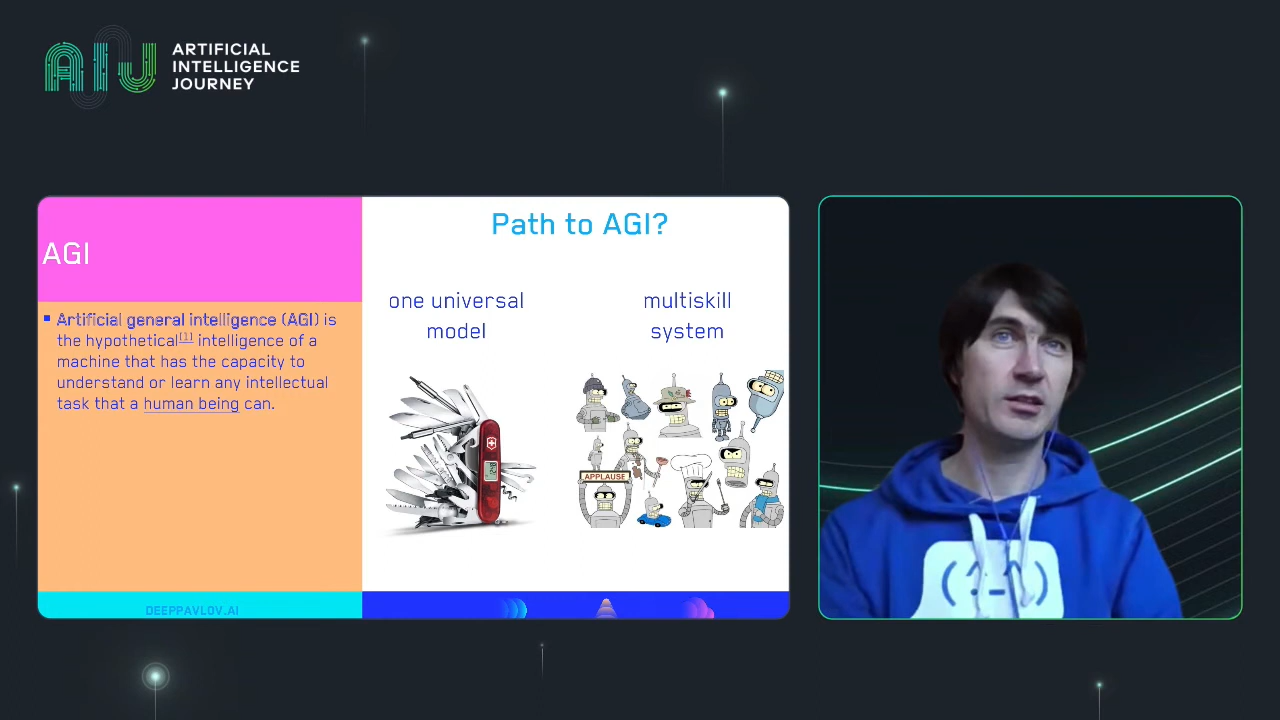 ARTIFICIAL
INTELLIGENCE
JOURNEY
AGI
Artificial general intelligence (AGI) is
the hypothetical[1] intelligence of a
machine that has the capacity to
understand or learn any intellectual
task that a human being can.
DEEPPAVLOV.AI
Path to AGI?
one universal
model
multiskill
system
APPLAUSE
(•-•)